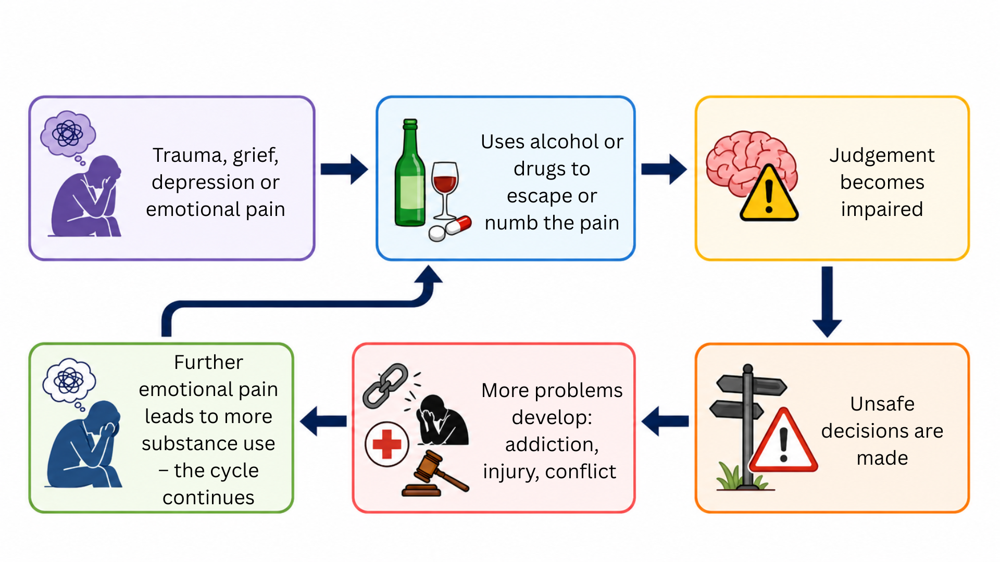 Trauma, grief,
depression or
emotional pain
Uses alcohol or
drugs to
escape or
numb the pain
Judgement
becomes
impaired
Unsafe
decisions are
made
More problems
develop:
addiction,
injury, conflict
Further
emotional pain
leads to more
substance use
– the cycle
continues